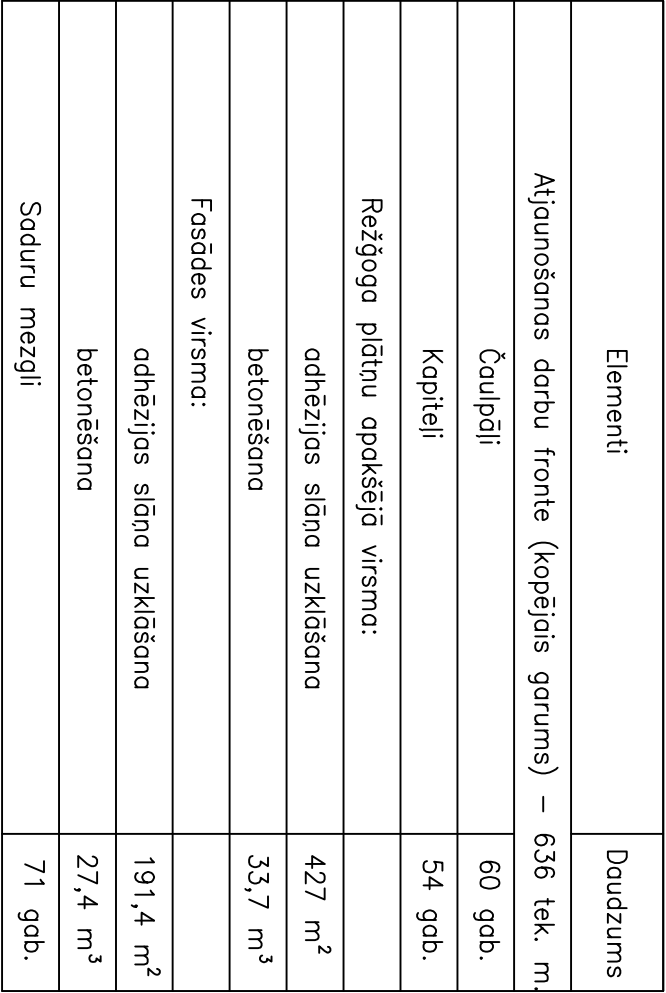 Elementi Daudzums
Atjaunošanas darbu fronte (kopējais garums) – 636 tek. m.
Čaulpāļi 60 gab.
Kapiteļi 54 gab.
Režģoga plātņu apakšējā virsma:
adhēzijas slāņa uzklāšana 427 m²
betonēšana 33,7 m³
Fasādes virsma:
adhēzijas slāņa uzklāšana 191,4 m²
betonēšana 27,4 m³
Saduru mezgli 71 gab.